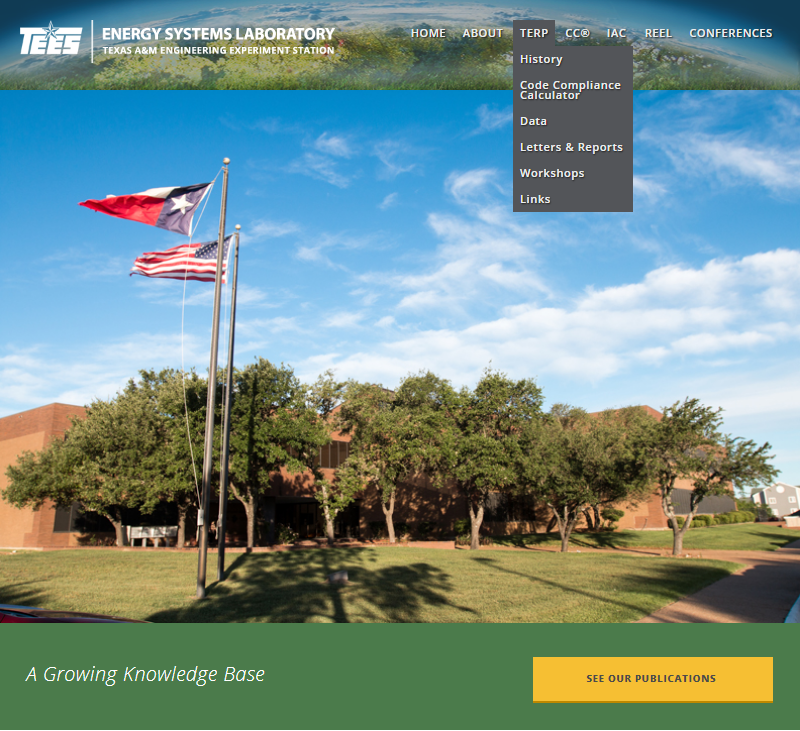 TEES
ENERGY SYSTEMS LABORATORY
TEXAS A&M ENGINEERING EXPERIMENT STATION
HOME ABOUT TERP CC® IAC REEL CONFERENCES
History
Code Compliance
Calculator
Data
Letters & Reports
Workshops
Links
A Growing Knowledge Base
SEE OUR PUBLICATIONS